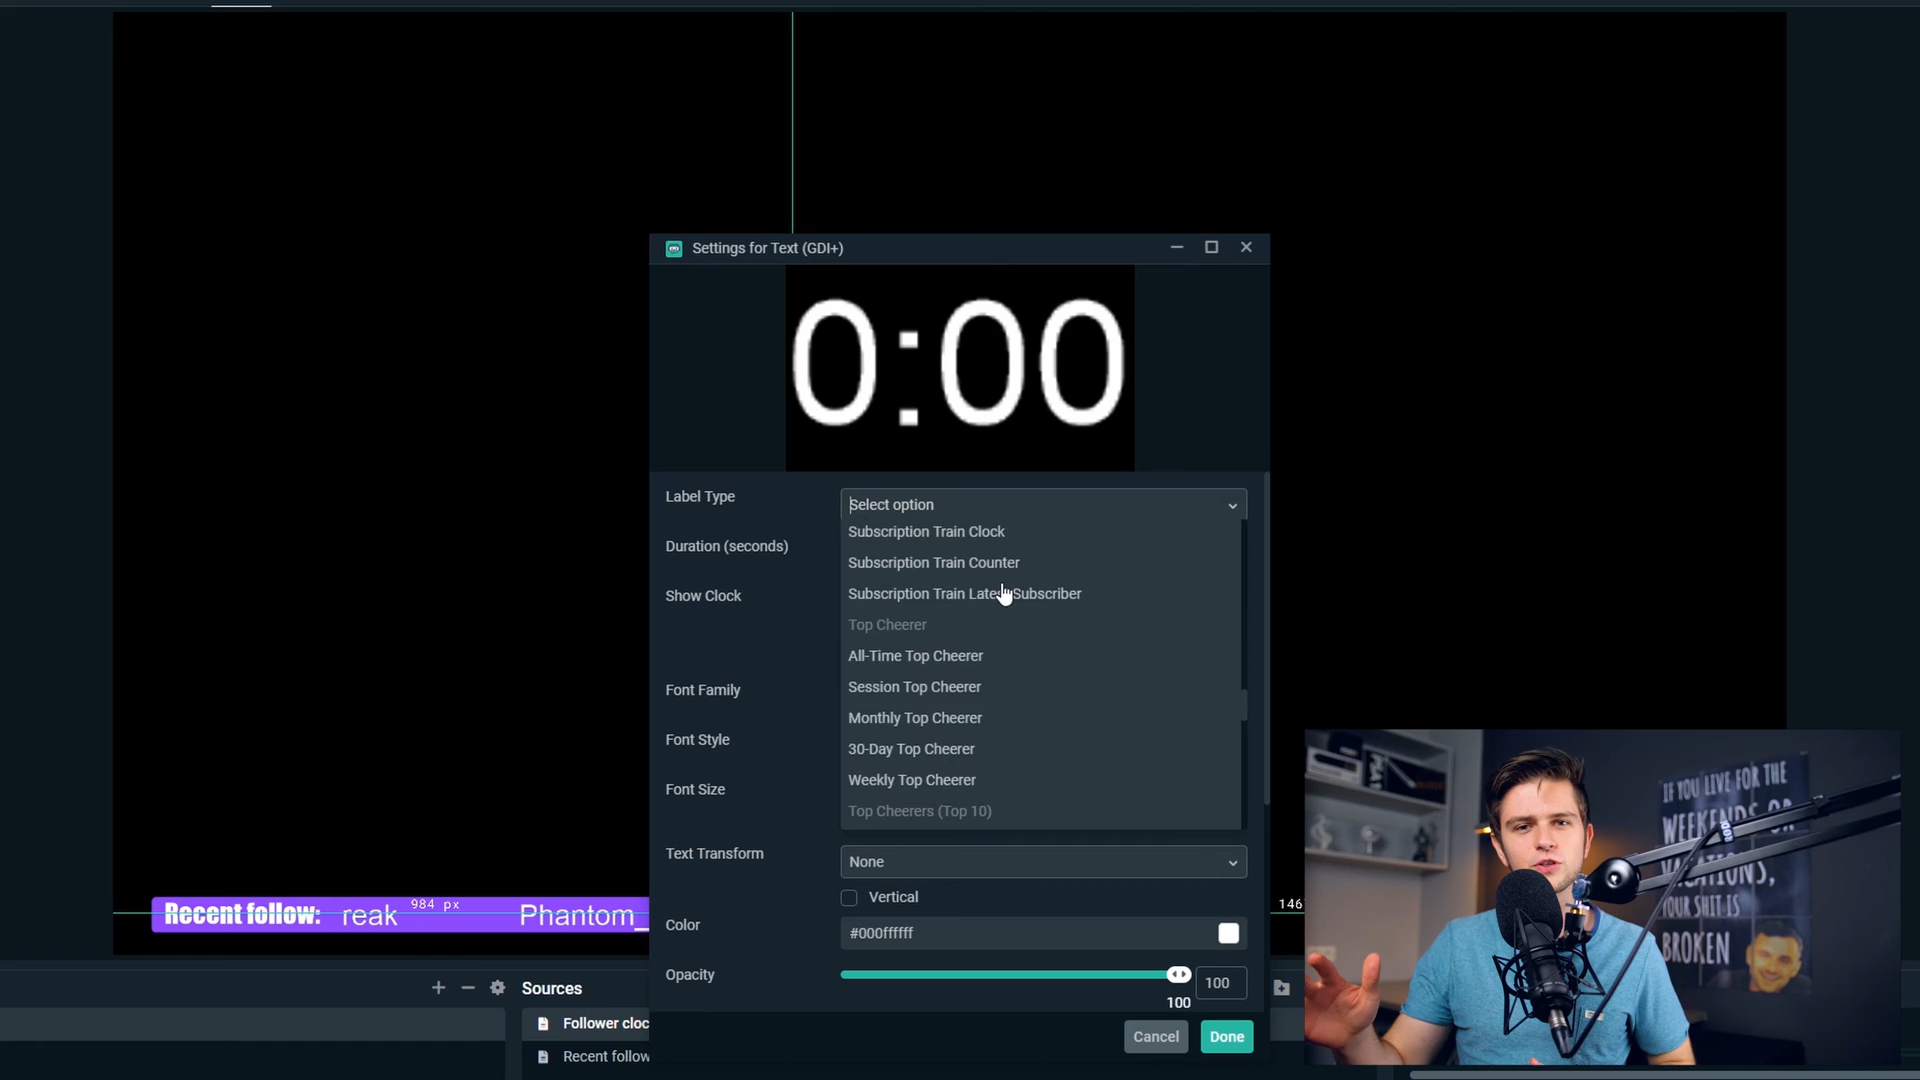 Settings for Text (GDI+)
0:00
Label Type
Select option
Subscription Train Clock
Duration (seconds)
Subscription Train Counter
Show Clock
Subscription Train Subscriber
Top Cheerer
All-Time Top Cheerer
Session Top Cheerer
Font Family
Monthly Top Cheerer
Font Style
30-Day Top Cheerer
Weekly Top Cheerer
Font Size
Top Cheerers (Top 10)
Text Transform
None
Vertical
Color
#000ffffff
Opacity
100
100
Cancel
Done
Recent follow:
reak
984 px
Phantom_
146
Sources
Follower cloc
Recent follow
IF YOU LIVE FOR THE
WEEKENDS OR
VACATIONS,
YOUR SHIT IS
BROKEN
RODE